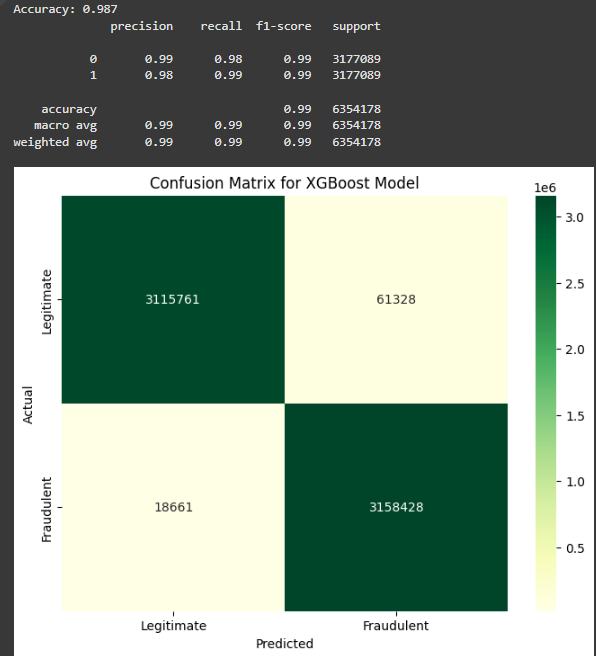 Accuracy: 0.987
precision recall f1-score support
0 0.99 0.98 0.99 3177089
1 0.98 0.99 0.99 3177089
accuracy 0.99 6354178
macro avg 0.99 0.99 0.99 6354178
weighted avg 0.99 0.99 0.99 6354178
Confusion Matrix for XGBoost Model
1e6
Legitimate
3115761
61328
Fraudulent
18661
3158428
Actual
Legitimate
Fraudulent
Predicted
3.0
2.5
2.0
1.5
1.0
0.5